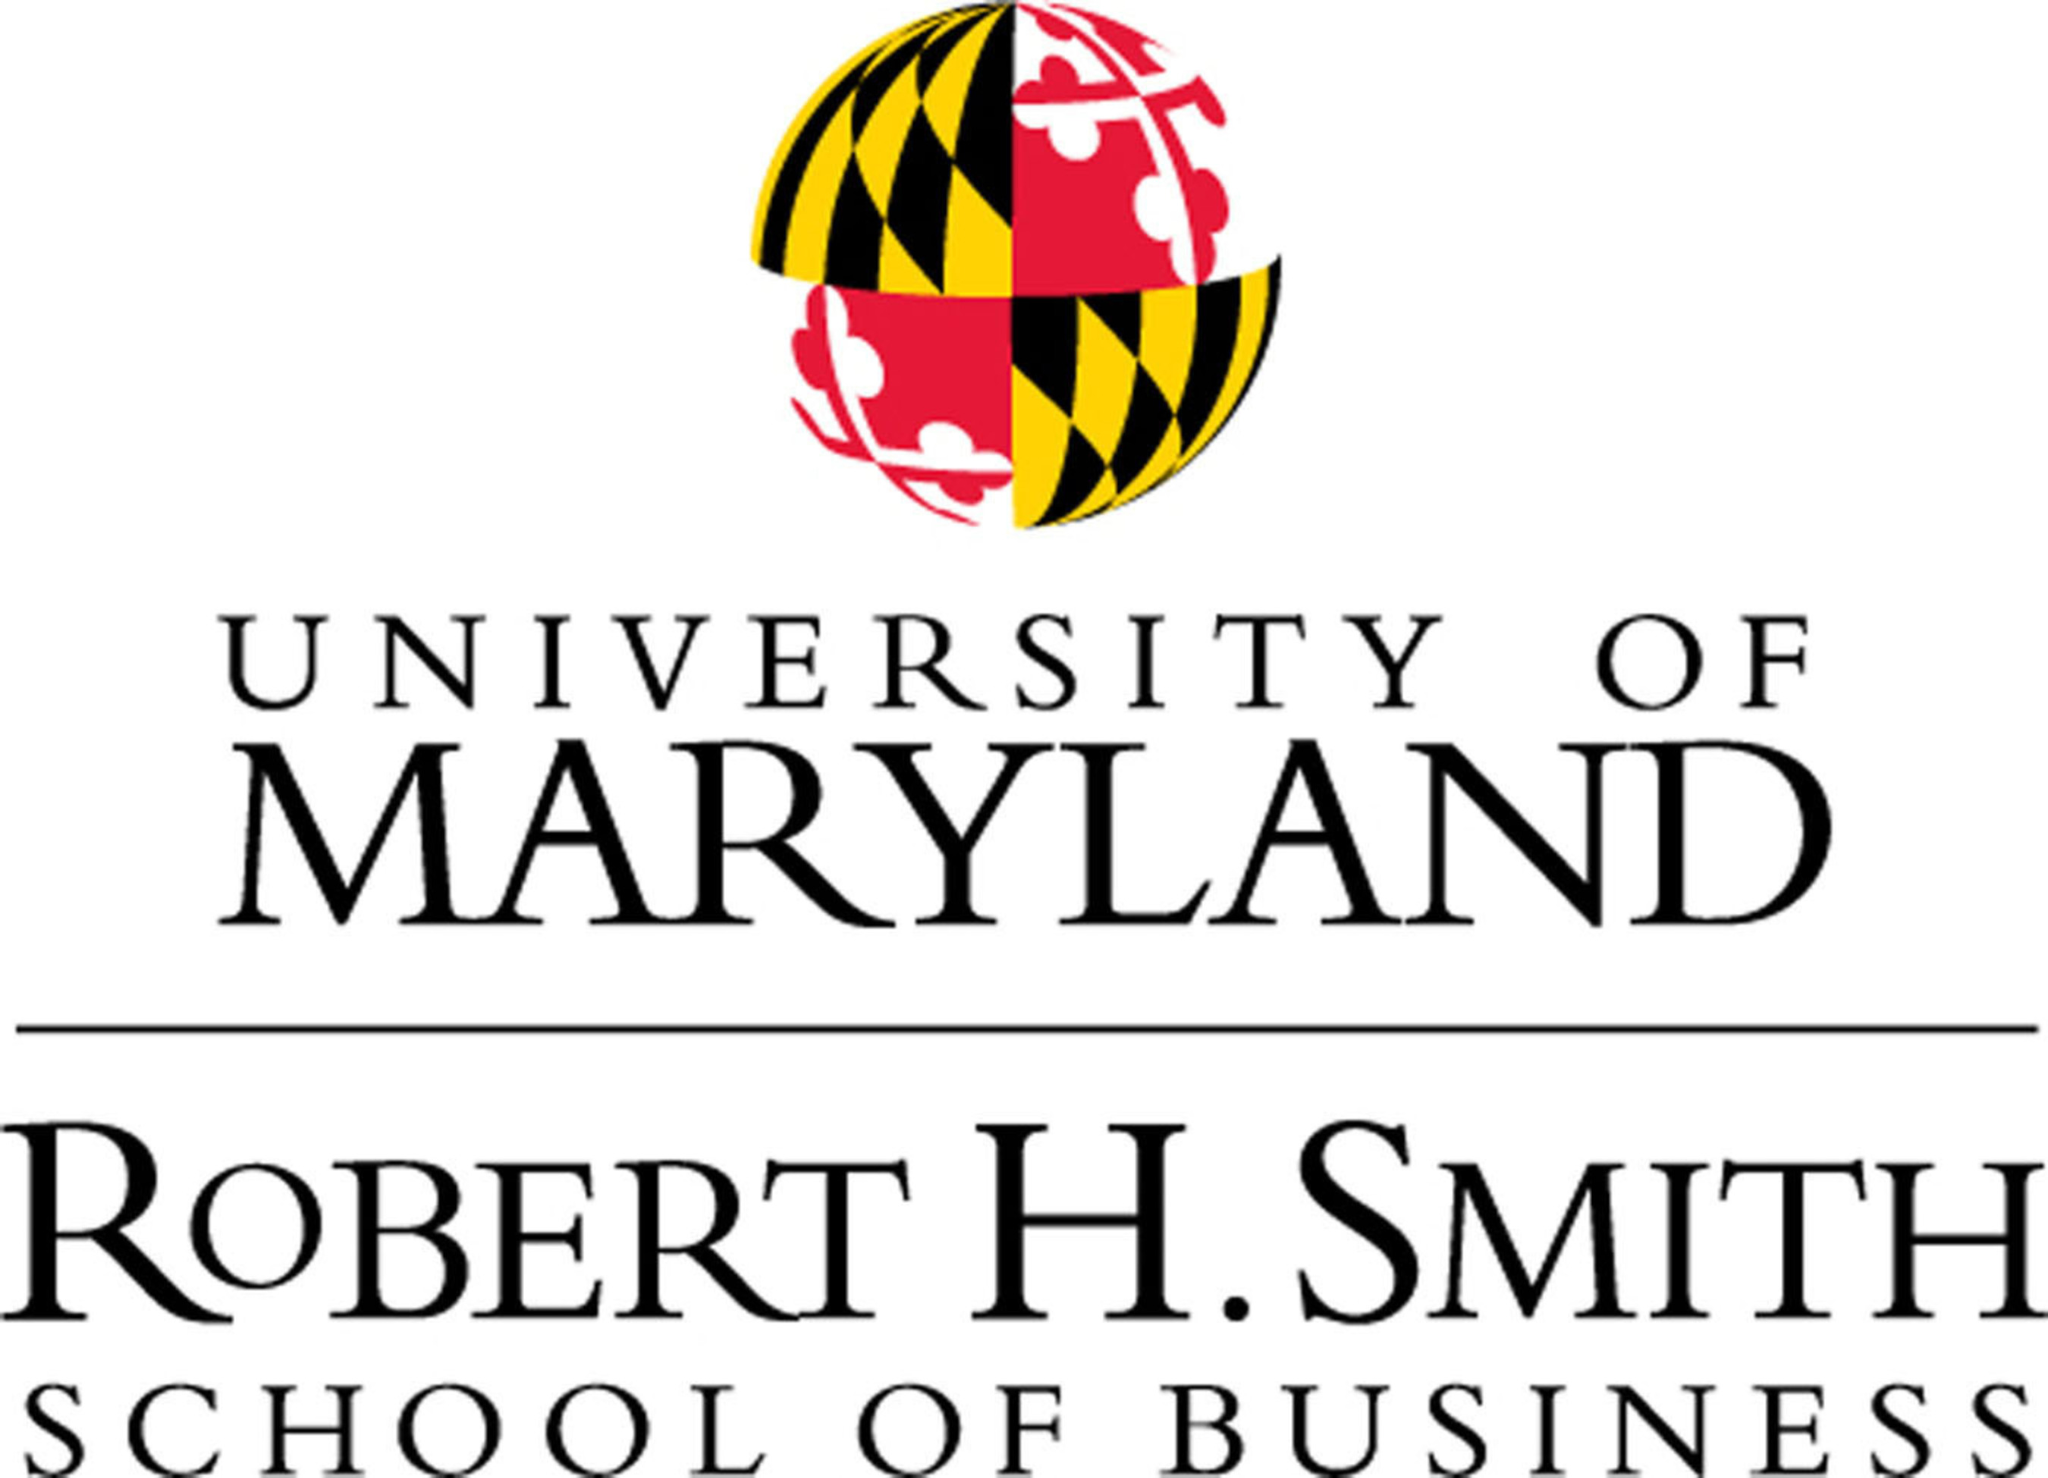 UNIVERSITY OF
MARYLAND
ROBERT H. SMITH
SCHOOL OF BUSINESS